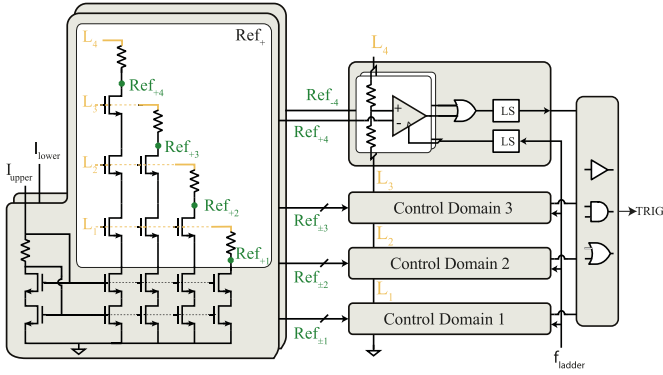 L4
Ref+
Ref+4
L3
Ref+3
L2
Ref+2
L1
Ref+1
Iupper
Ilower
Ref-4
Ref+4
Ref±3
Ref±2
Ref±1
L4
+
-
LS
LS
L3
Control Domain 3
L2
Control Domain 2
L1
Control Domain 1
fladder
TRIG